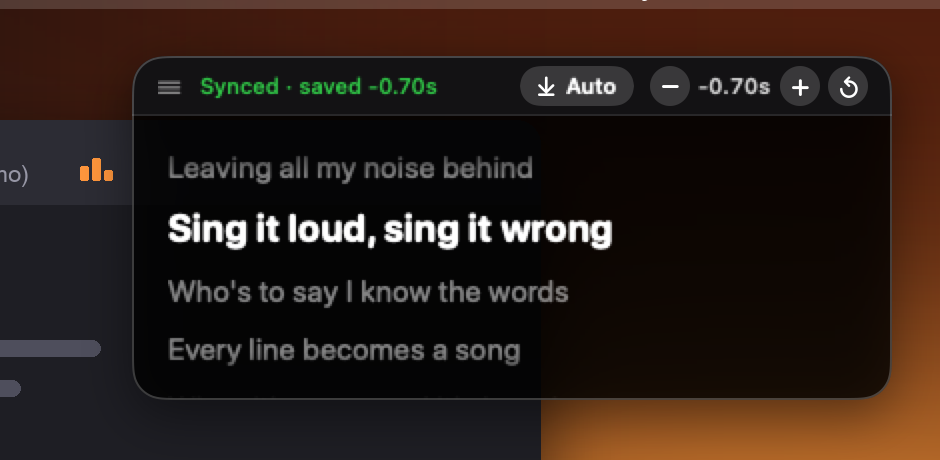 Synced · saved -0.70s
Auto
-0.70s
no)
Leaving all my noise behind
Sing it loud, sing it wrong
Who's to say I know the words
Every line becomes a song